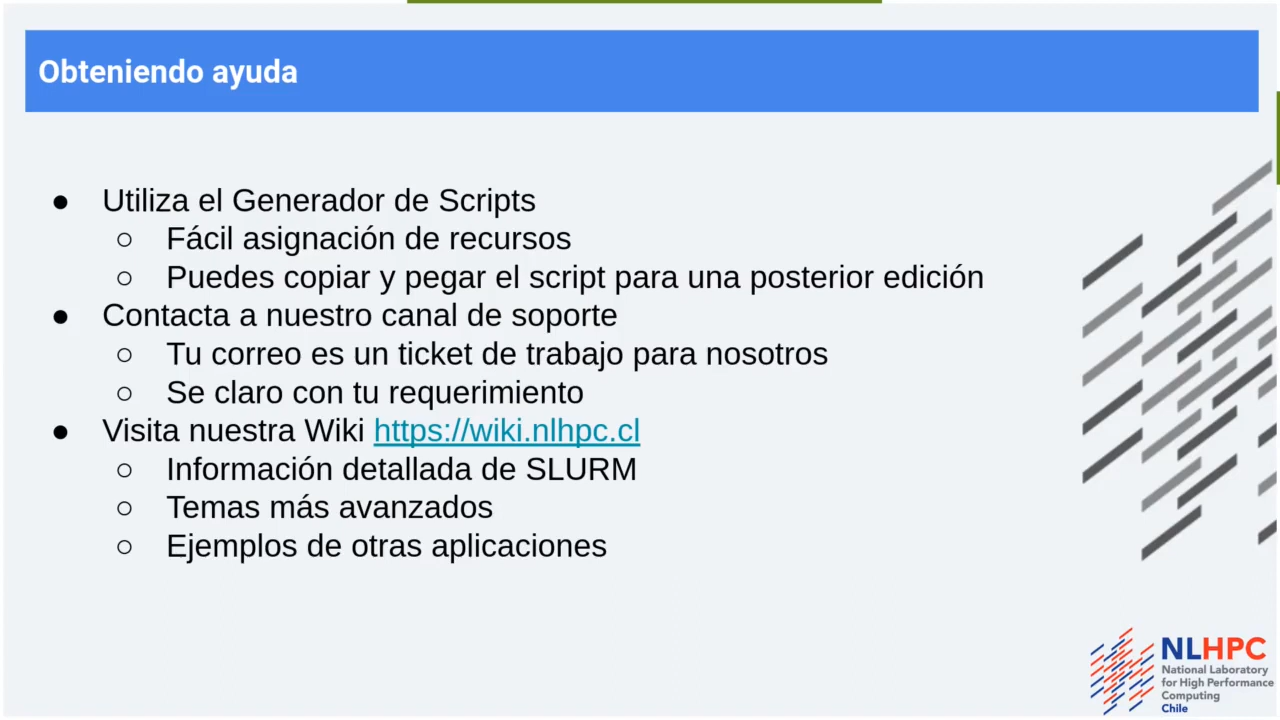 Obteniendo ayuda
● Utiliza el Generador de Scripts
○ Fácil asignación de recursos
○ Puedes copiar y pegar el script para una posterior edición
● Contacta a nuestro canal de soporte
○ Tu correo es un ticket de trabajo para nosotros
○ Se claro con tu requerimiento
● Visita nuestra Wiki https://wiki.nlhpc.cl
○ Información detallada de SLURM
○ Temas más avanzados
○ Ejemplos de otras aplicaciones
NLHPC
National Laboratory
for High Performance
Computing
Chile